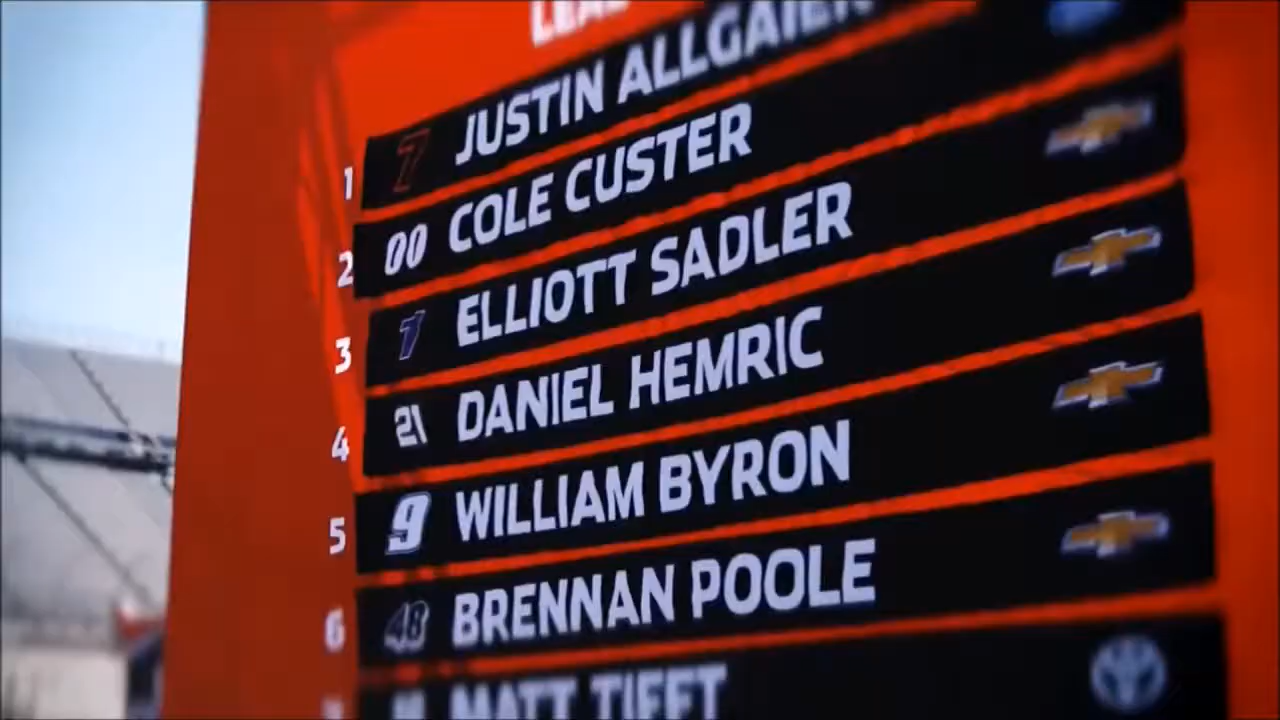 1 7 JUSTIN ALLGAIER
2 00 COLE CUSTER
3 1 ELLIOTT SADLER
4 21 DANIEL HEMRIC
5 9 WILLIAM BYRON
6 48 BRENNAN POOLE
MATT TIFFT